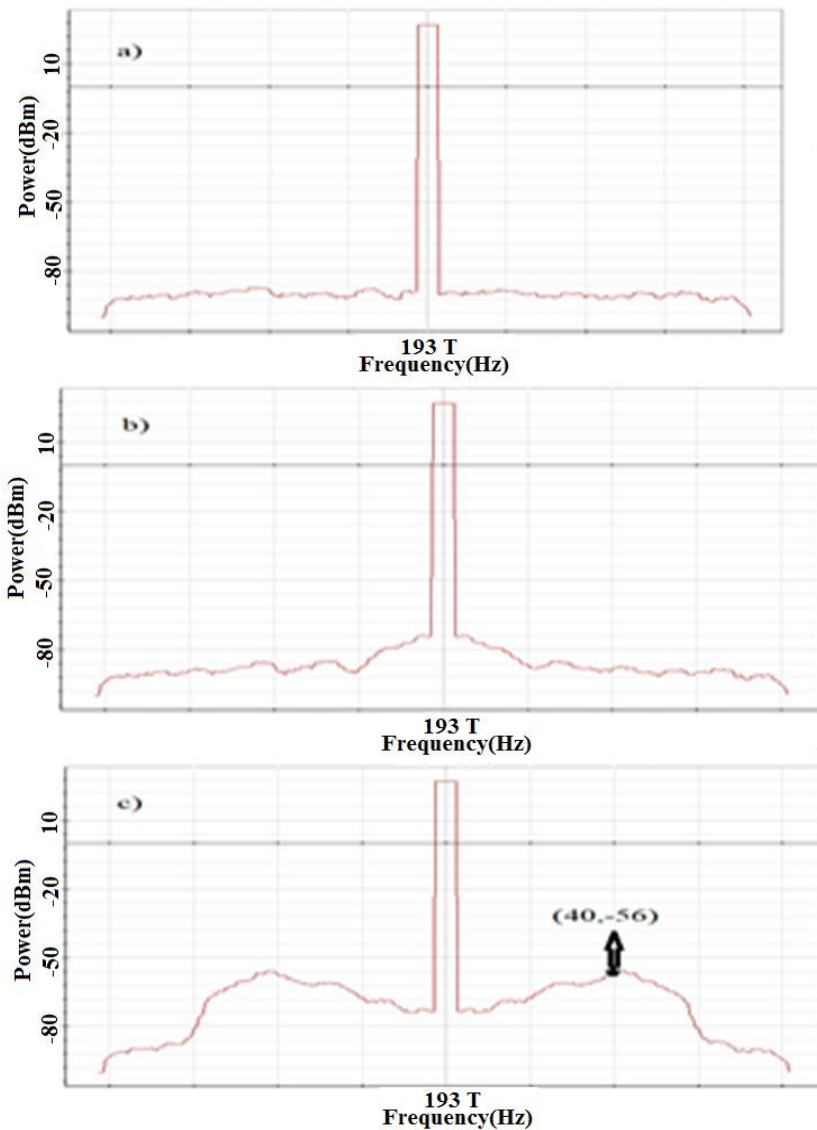 a)
Power(dBm)
10
-20
-50
-80
193 T
Frequency(Hz)
b)
Power(dBm)
10
-20
-50
-80
193 T
Frequency(Hz)
c)
Power(dBm)
10
-20
-50
-80
(40,-56)
193 T
Frequency(Hz)